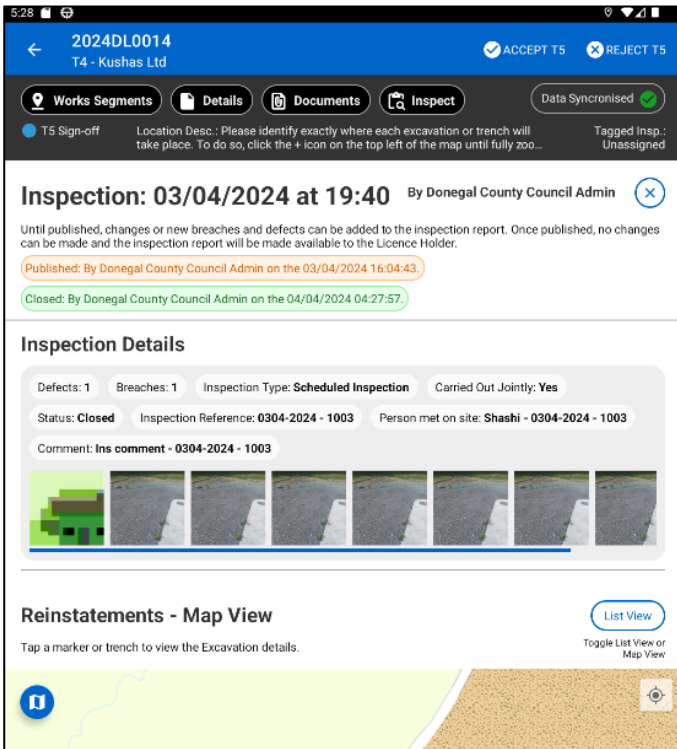 5:28
2024DL0014
T4 - Kushas Ltd
ACCEPT T5
REJECT T5
Works Segments
Details
Documents
Inspect
Data Syncronised
T5 Sign-off
Location Desc.: Please identify exactly where each excavation or trench will
take place. To do so, click the + icon on the top left of the map until fully zoo...
Tagged Insp.:
Unassigned
Inspection: 03/04/2024 at 19:40
By Donegal County Council Admin
Until published, changes or new breaches and defects can be added to the inspection report. Once published, no changes
can be made and the inspection report will be made available to the Licence Holder.
Published: By Donegal County Council Admin on the 03/04/2024 16:04:43.
Closed: By Donegal County Council Admin on the 04/04/2024 04:27:57.
Inspection Details
Defects: 1
Breaches: 1
Inspection Type: Scheduled Inspection
Carried Out Jointly: Yes
Status: Closed
Inspection Reference: 0304-2024 - 1003
Person met on site: Shashi - 0304-2024 - 1003
Comment: Ins comment - 0304-2024 - 1003
Reinstatements - Map View
List View
Tap a marker or trench to view the Excavation details.
Toggle List View or
Map View